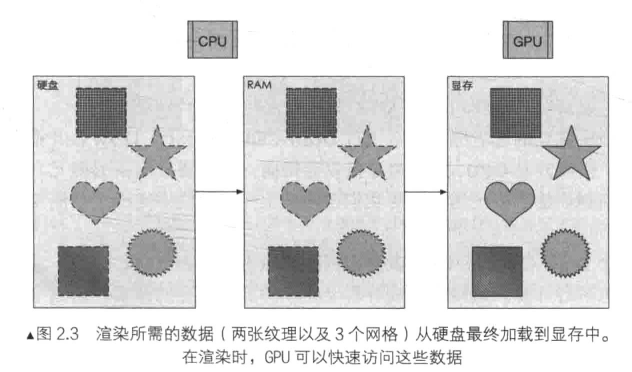 CPU
GPU
硬盘
RAM
显存
▲图 2.3 渲染所需的数据（两张纹理以及 3 个网格）从硬盘最终加载到显存中。
在渲染时，GPU 可以快速访问这些数据